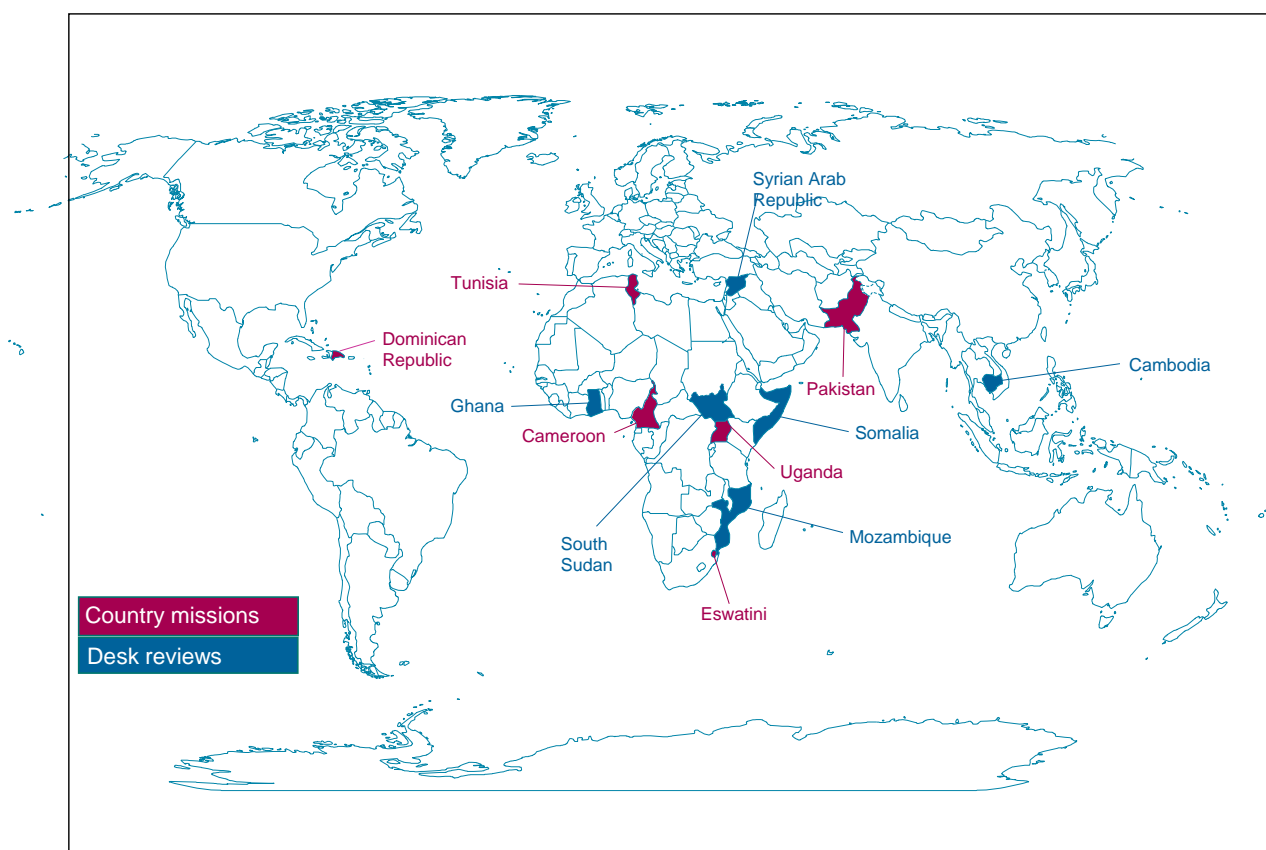 Syrian Arab
Republic
Tunisia
Dominican
Republic
Pakistan
Cambodia
Ghana
Cameroon
Somalia
Uganda
South
Sudan
Mozambique
Eswatini
Country missions
Desk reviews